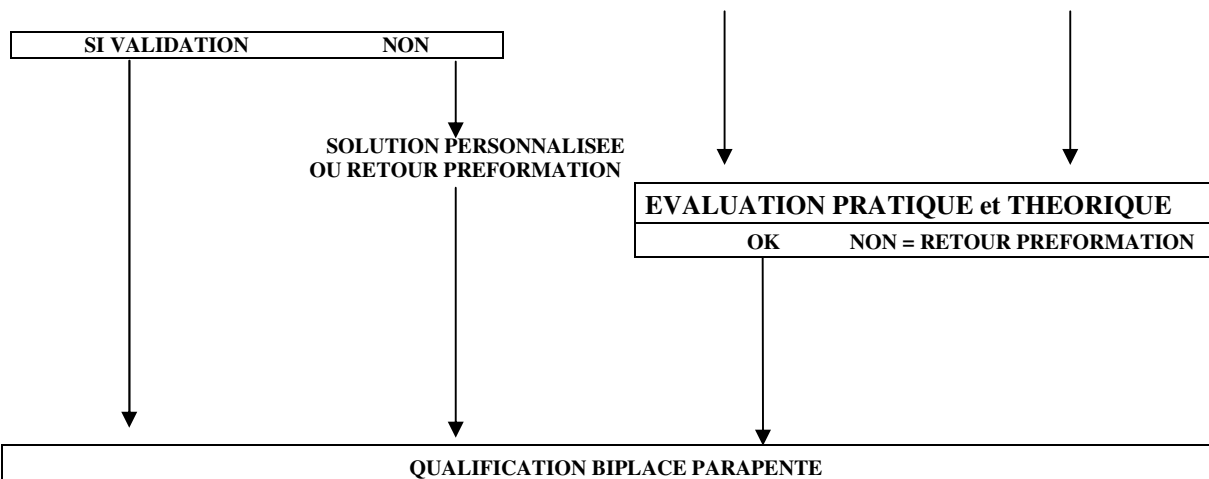 SI VALIDATION NON
SOLUTION PERSONNALISEE
OU RETOUR PREFORMATION
EVALUATION PRATIQUE et THEORIQUE
OK NON = RETOUR PREFORMATION
QUALIFICATION BIPLACE PARAPENTE